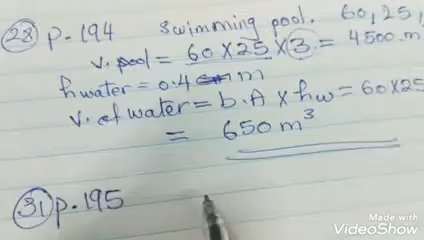 28 p.194 swimming pool. 60, 25,
v. pool = 60 × 25 × 3 = 4500 m
h water = 0.4 m
v. of water = b.A × hw = 60 × 25
= 650 m³
31 p.195
Made with
VideoShow